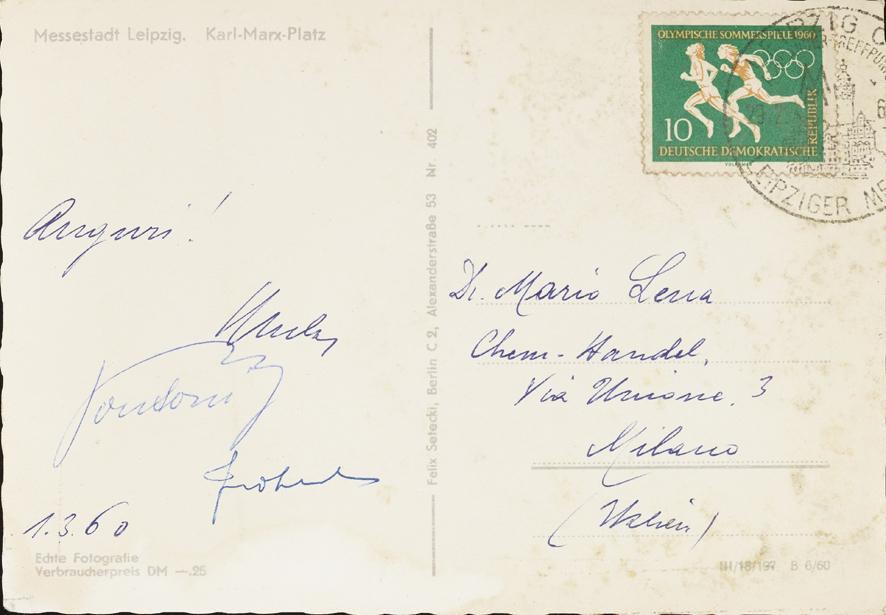 Messestadt Leipzig. Karl-Marx-Platz
OLYMPISCHE SOMMERSPIELE 1960
10
DEUTSCHE DEMOKRATISCHE
REPUBLIK
LEIPZIG C
LEIPZIGER ME
Auguri!
1.3.60
Echte Fotografie
Verbraucherpreis DM —.25
Felix Setecki, Berlin C 2, Alexanderstraße 53 Nr. 402
Dr. Mario Lena
Chem-Handel,
Via Unione. 3
Milano
(Italien)
III/18/197 B 6/60